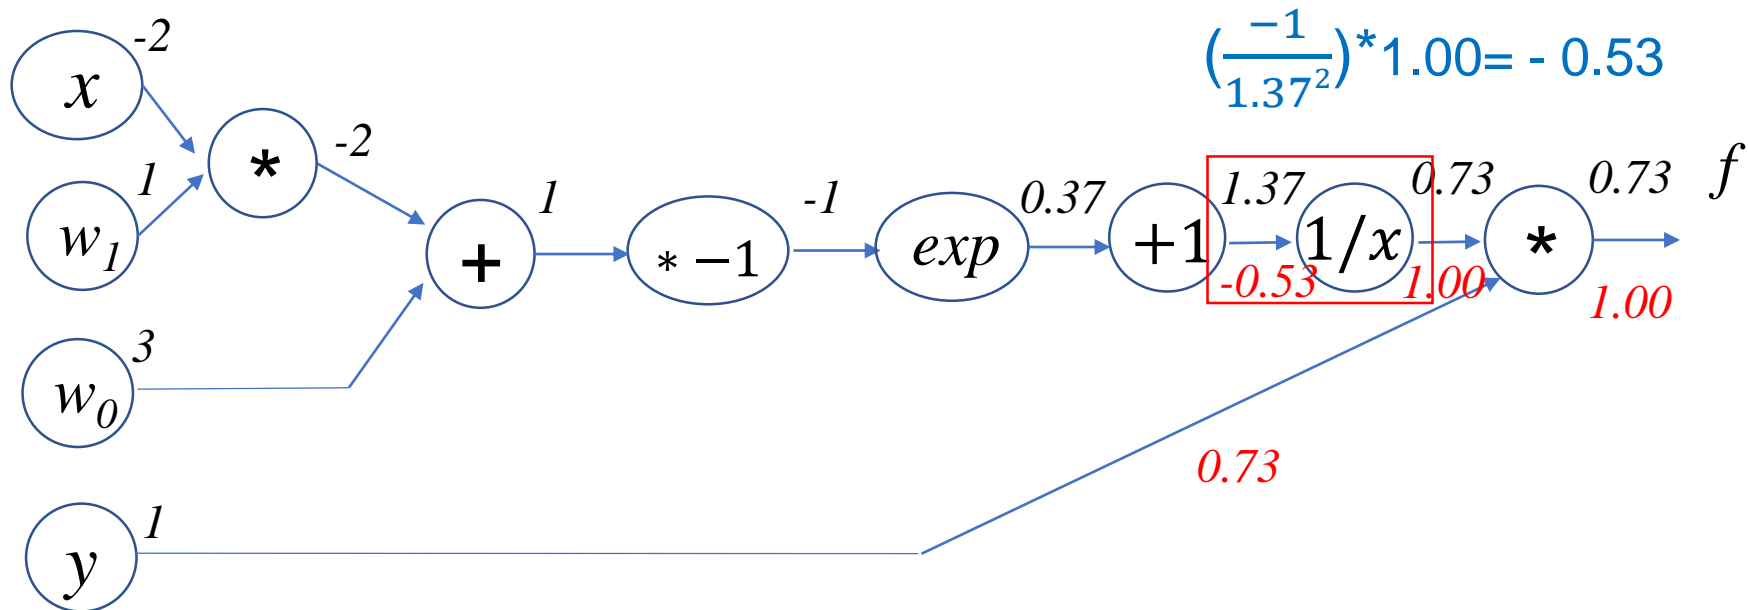 (−1/1.37²)*1.00= - 0.53
x -2
* -2
w₁ 1
+ 1
* −1 -1
exp 0.37
+1 1.37
1/x 0.73
* 0.73 f
-0.53 1.00 1.00
w₀ 3
0.73
y 1